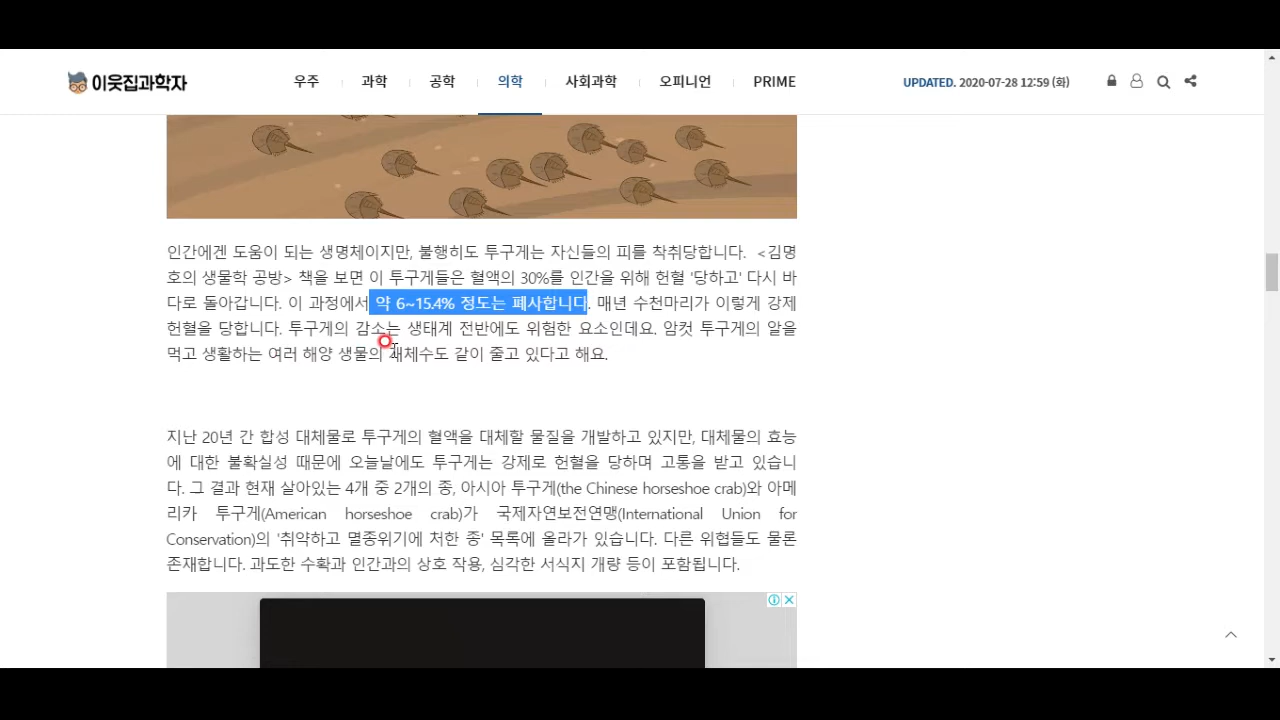 이웃집과학자
우주 과학 공학 의학 사회과학 오피니언 PRIME
UPDATED. 2020-07-28 12:59 (화)
인간에겐 도움이 되는 생명체이지만, 불행히도 투구게는 자신들의 피를 착취당합니다. <김명
호의 생물학 공방> 책을 보면 이 투구게들은 혈액의 30%를 인간을 위해 헌혈 '당하고' 다시 바
다로 돌아갑니다. 이 과정에서 약 6~15.4% 정도는 폐사합니다. 매년 수천마리가 이렇게 강제
헌혈을 당합니다. 투구게의 감소는 생태계 전반에도 위험한 요소인데요. 암컷 투구게의 알을
먹고 생활하는 여러 해양 생물의 개체수도 같이 줄고 있다고 해요.
지난 20년 간 합성 대체물로 투구게의 혈액을 대체할 물질을 개발하고 있지만, 대체물의 효능
에 대한 불확실성 때문에 오늘날에도 투구게는 강제로 헌혈을 당하며 고통을 받고 있습니
다. 그 결과 현재 살아있는 4개 중 2개의 종, 아시아 투구게(the Chinese horseshoe crab)와 아메
리카 투구게(American horseshoe crab)가 국제자연보전연맹(International Union for
Conservation)의 '취약하고 멸종위기에 처한 종' 목록에 올라가 있습니다. 다른 위협들도 물론
존재합니다. 과도한 수확과 인간과의 상호 작용, 심각한 서식지 개량 등이 포함됩니다.